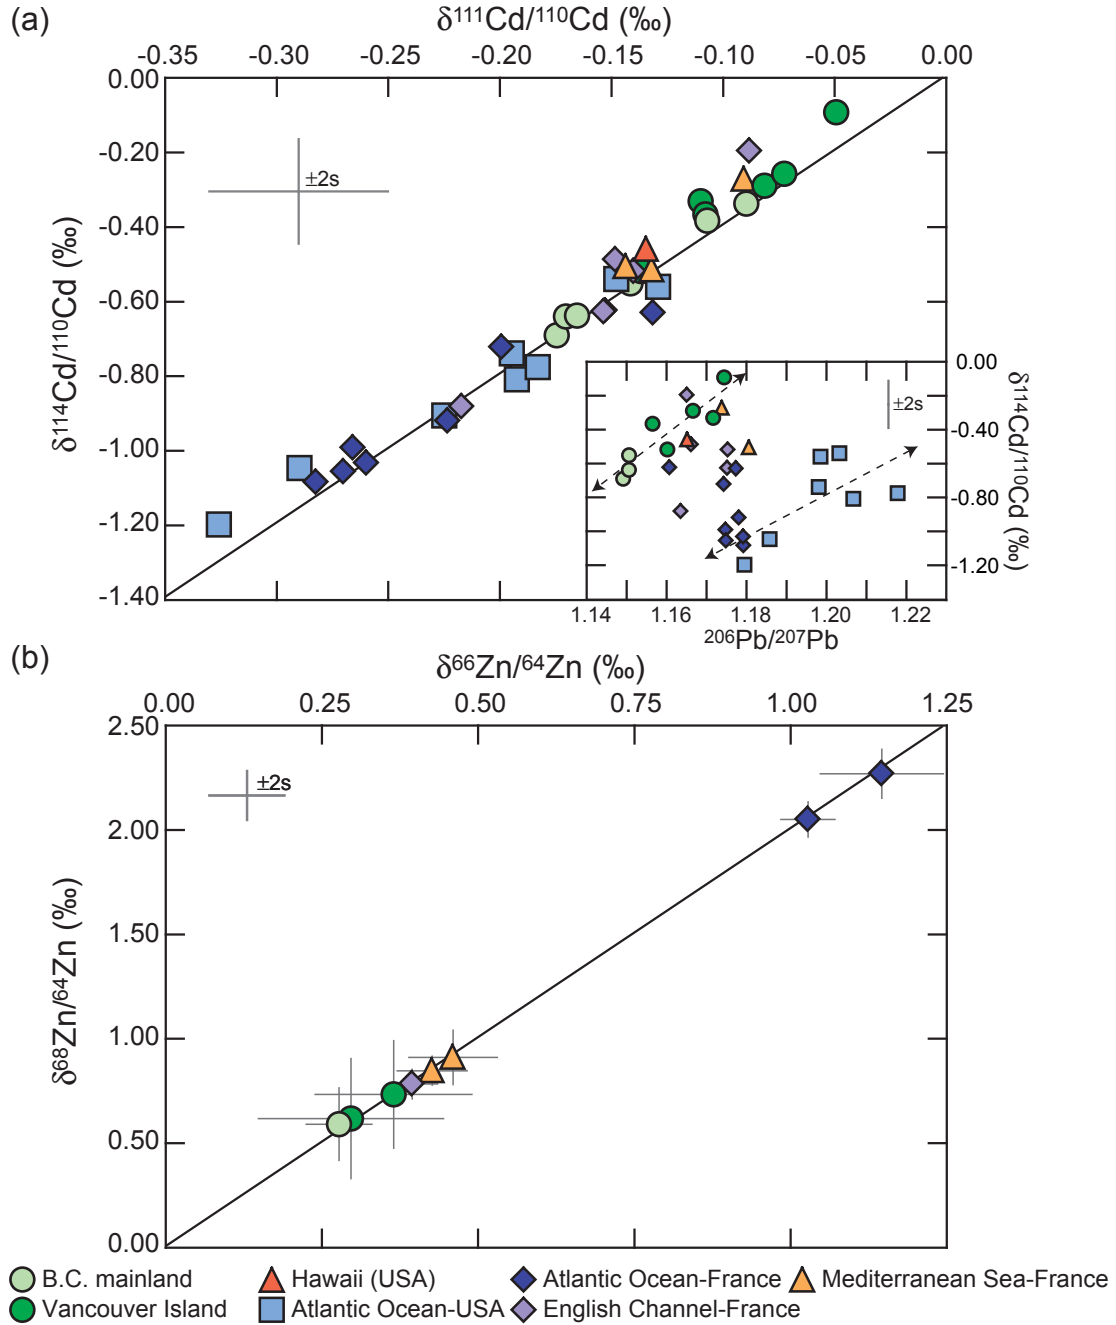 (a)
δ¹¹¹Cd/¹¹⁰Cd (‰)
-0.35 -0.30 -0.25 -0.20 -0.15 -0.10 -0.05 0.00
0.00
-0.20
-0.40
-0.60
-0.80
-1.00
-1.20
-1.40
δ¹¹⁴Cd/¹¹⁰Cd (‰)
±2s
0.00
-0.40
-0.80
-1.20
δ¹¹⁴Cd/¹¹⁰Cd (‰)
±2s
1.14 1.16 1.18 1.20 1.22
²⁰⁶Pb/²⁰⁷Pb
(b)
δ⁶⁶Zn/⁶⁴Zn (‰)
0.00 0.25 0.50 0.75 1.00 1.25
2.50
2.00
1.50
1.00
0.50
0.00
δ⁶⁸Zn/⁶⁴Zn (‰)
±2s
B.C. mainland Hawaii (USA) Atlantic Ocean-France Mediterranean Sea-France
Vancouver Island Atlantic Ocean-USA English Channel-France